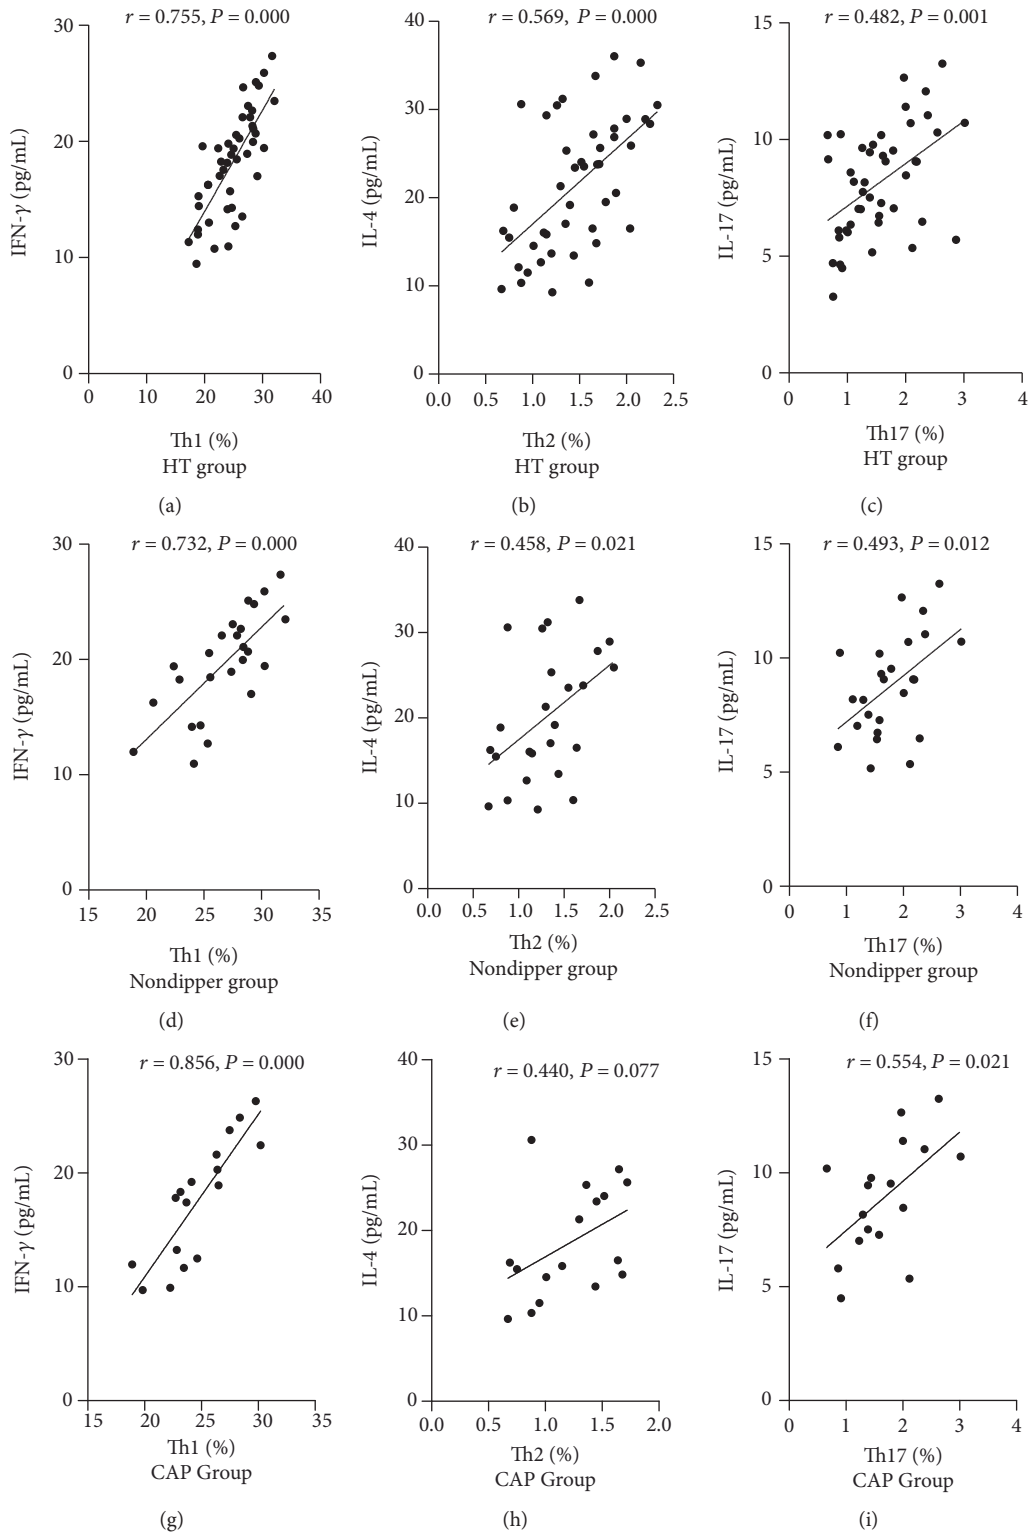 r = 0.755, P = 0.000
30
20
10
0
IFN-γ (pg/mL)
0 10 20 30 40
Th1 (%)
HT group
(a)
r = 0.569, P = 0.000
40
30
20
10
0
IL-4 (pg/mL)
0.0 0.5 1.0 1.5 2.0 2.5
Th2 (%)
HT group
(b)
r = 0.482, P = 0.001
15
10
5
0
IL-17 (pg/mL)
0 1 2 3 4
Th17 (%)
HT group
(c)
r = 0.732, P = 0.000
30
20
10
0
IFN-γ (pg/mL)
15 20 25 30 35
Th1 (%)
Nondipper group
(d)
r = 0.458, P = 0.021
40
30
20
10
0
IL-4 (pg/mL)
0.0 0.5 1.0 1.5 2.0 2.5
Th2 (%)
Nondipper group
(e)
r = 0.493, P = 0.012
15
10
5
0
IL-17 (pg/mL)
0 1 2 3 4
Th17 (%)
Nondipper group
(f)
r = 0.856, P = 0.000
30
20
10
0
IFN-γ (pg/mL)
15 20 25 30 35
Th1 (%)
CAP Group
(g)
r = 0.440, P = 0.077
40
30
20
10
0
IL-4 (pg/mL)
0.0 0.5 1.0 1.5 2.0
Th2 (%)
CAP Group
(h)
r = 0.554, P = 0.021
15
10
5
0
IL-17 (pg/mL)
0 1 2 3 4
Th17 (%)
CAP Group
(i)